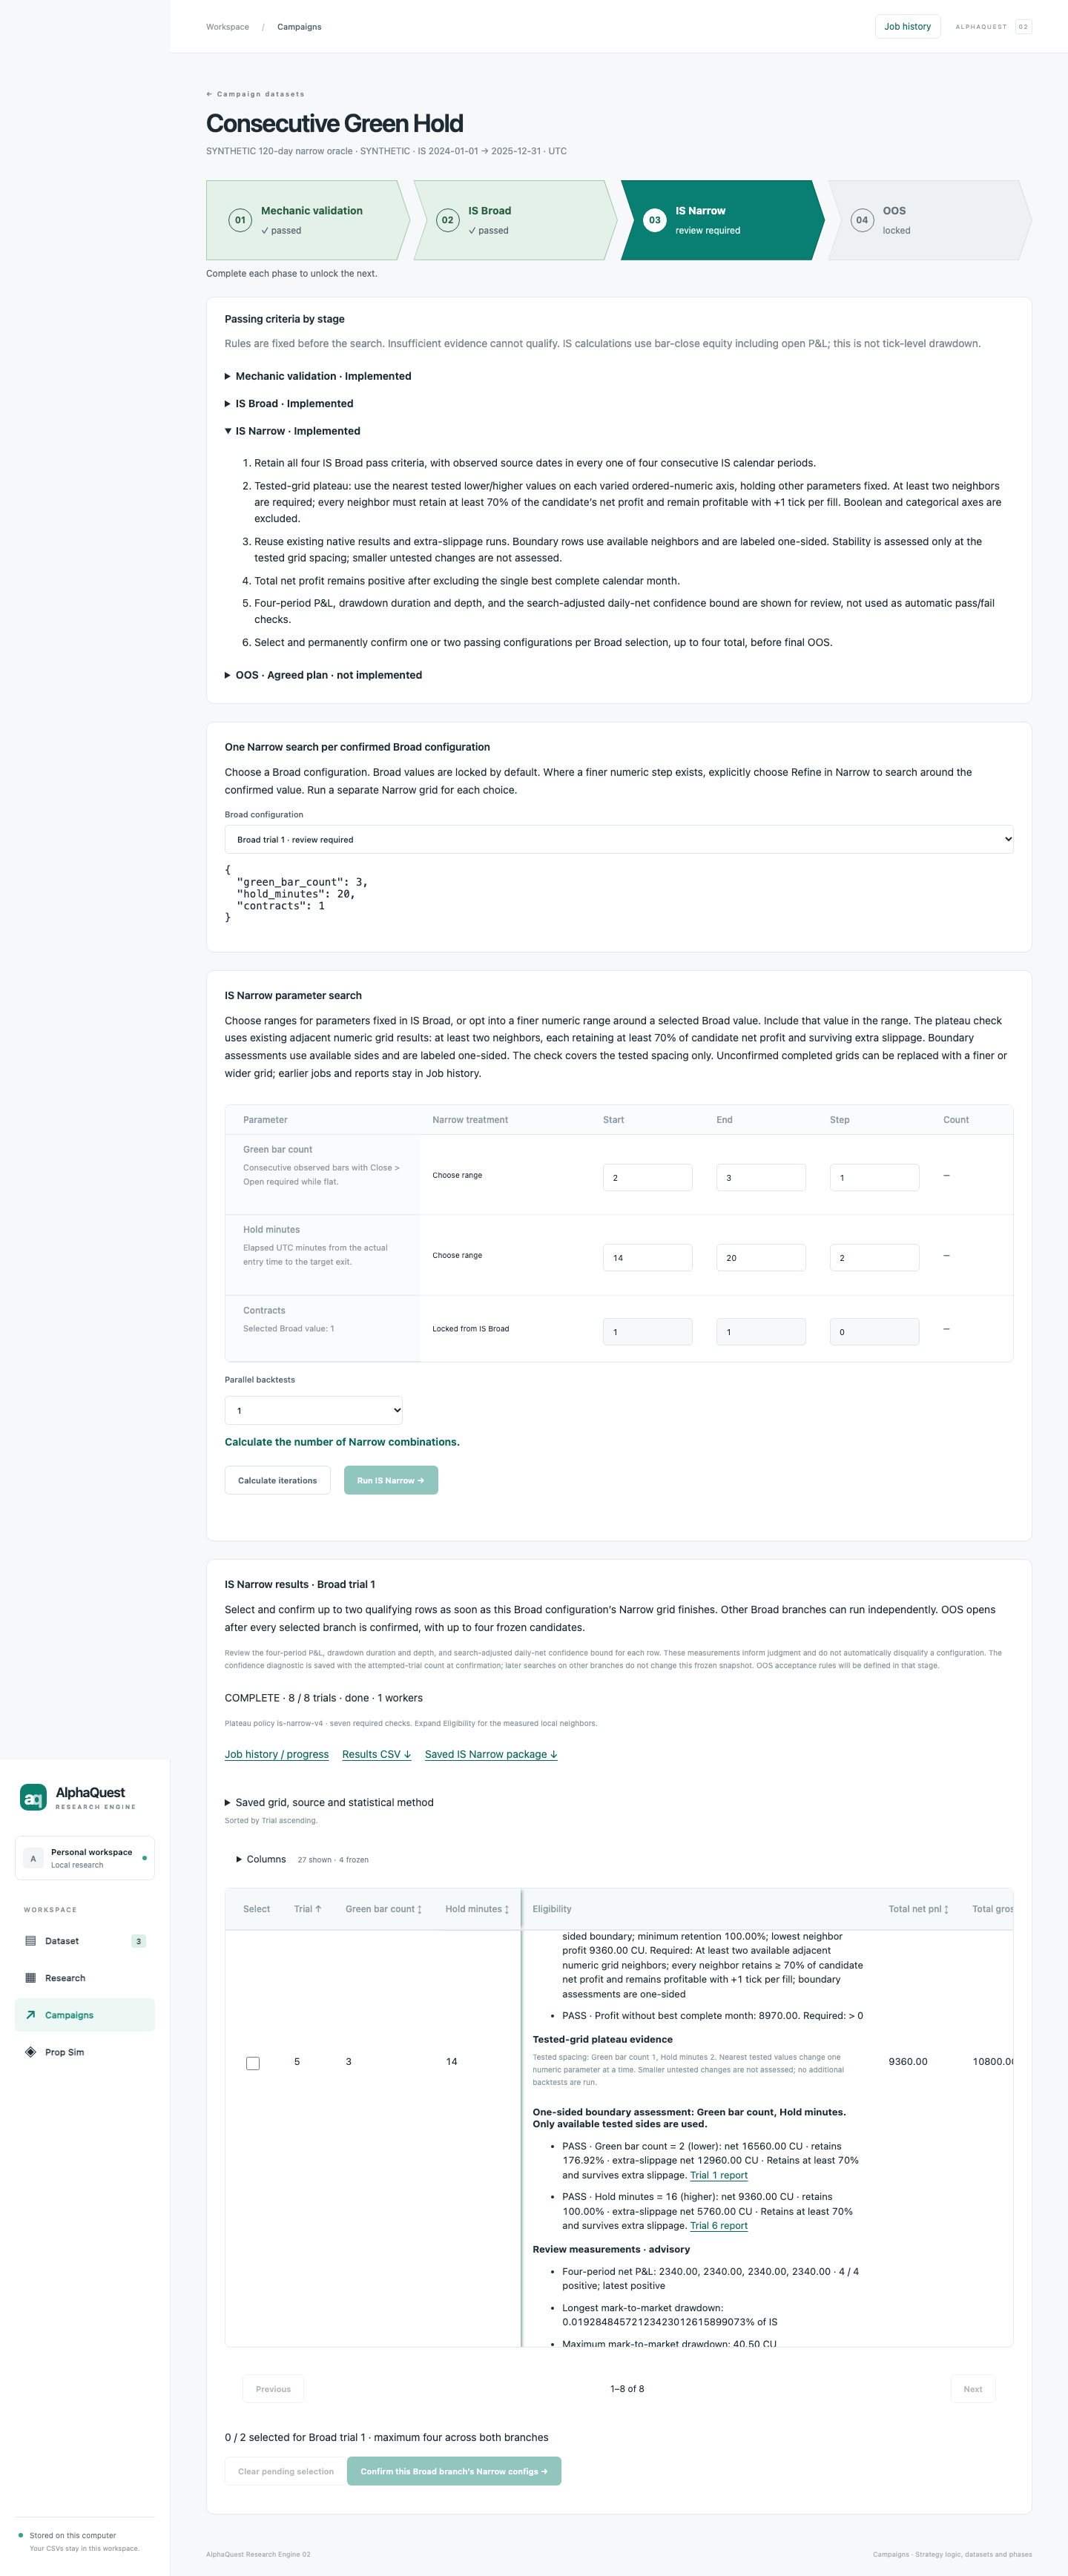 Workspace / Campaigns
Job history
ALPHAQUEST 02
← Campaign datasets
Consecutive Green Hold
SYNTHETIC 120-day narrow oracle · SYNTHETIC · IS 2024-01-01 → 2025-12-31 · UTC
01 Mechanic validation
✓ passed
02 IS Broad
✓ passed
03 IS Narrow
review required
04 OOS
locked
Complete each phase to unlock the next.
Passing criteria by stage
Rules are fixed before the search. Insufficient evidence cannot qualify. IS calculations use bar-close equity including open P&L; this is not tick-level drawdown.
▶ Mechanic validation · Implemented
▶ IS Broad · Implemented
▼ IS Narrow · Implemented
1. Retain all four IS Broad pass criteria, with observed source dates in every one of four consecutive IS calendar periods.
2. Tested-grid plateau: use the nearest tested lower/higher values on each varied ordered-numeric axis, holding other parameters fixed. At least two neighbors
are required; every neighbor must retain at least 70% of the candidate's net profit and remain profitable with +1 tick per fill. Boolean and categorical axes are
excluded.
3. Reuse existing native results and extra-slippage runs. Boundary rows use available neighbors and are labeled one-sided. Stability is assessed only at the
tested grid spacing; smaller untested changes are not assessed.
4. Total net profit remains positive after excluding the single best complete calendar month.
5. Four-period P&L, drawdown duration and depth, and the search-adjusted daily-net confidence bound are shown for review, not used as automatic pass/fail
checks.
6. Select and permanently confirm one or two passing configurations per Broad selection, up to four total, before final OOS.
▶ OOS · Agreed plan · not implemented
One Narrow search per confirmed Broad configuration
Choose a Broad configuration. Broad values are locked by default. Where a finer numeric step exists, explicitly choose Refine in Narrow to search around the
confirmed value. Run a separate Narrow grid for each choice.
Broad configuration
Broad trial 1 · review required
{
"green_bar_count": 3,
"hold_minutes": 20,
"contracts": 1
}
IS Narrow parameter search
Choose ranges for parameters fixed in IS Broad, or opt into a finer numeric range around a selected Broad value. Include that value in the range. The plateau check
uses existing adjacent numeric grid results: at least two neighbors, each retaining at least 70% of candidate net profit and surviving extra slippage. Boundary
assessments use available sides and are labeled one-sided. The check covers the tested spacing only. Unconfirmed completed grids can be replaced with a finer or
wider grid; earlier jobs and reports stay in Job history.
Parameter Narrow treatment Start End Step Count
Green bar count
Consecutive observed bars with Close >
Open required while flat.
Choose range 2 3 1 —
Hold minutes
Elapsed UTC minutes from the actual
entry time to the target exit.
Choose range 14 20 2 —
Contracts
Selected Broad value: 1
Locked from IS Broad 1 1 0 —
Parallel backtests
1
Calculate the number of Narrow combinations.
Calculate iterations Run IS Narrow →
IS Narrow results · Broad trial 1
Select and confirm up to two qualifying rows as soon as this Broad configuration's Narrow grid finishes. Other Broad branches can run independently. OOS opens
after every selected branch is confirmed, with up to four frozen candidates.
Review the four-period P&L, drawdown duration and depth, and search-adjusted daily-net confidence bound for each row. These measurements inform judgment and do not automatically disqualify a configuration. The
confidence diagnostic is saved with the attempted-trial count at confirmation; later searches on other branches do not change this frozen snapshot. OOS acceptance rules will be defined in that stage.
COMPLETE · 8 / 8 trials · done · 1 workers
Plateau policy is-narrow-v4 · seven required checks. Expand Eligibility for the measured local neighbors.
Job history / progress Results CSV ↓ Saved IS Narrow package ↓
▶ Saved grid, source and statistical method
Sorted by Trial ascending.
▶ Columns 27 shown · 4 frozen
Select Trial ↑ Green bar count ↕ Hold minutes ↕ Eligibility Total net pnl ↕ Total gros
sided boundary; minimum retention 100.00%; lowest neighbor
profit 9360.00 CU. Required: At least two available adjacent
numeric grid neighbors; every neighbor retains ≥ 70% of candidate
net profit and remains profitable with +1 tick per fill; boundary
assessments are one-sided
• PASS · Profit without best complete month: 8970.00. Required: > 0
Tested-grid plateau evidence
Tested spacing: Green bar count 1, Hold minutes 2. Nearest tested values change one
numeric parameter at a time. Smaller untested changes are not assessed; no additional
backtests are run.
5 3 14 9360.00 10800.00
One-sided boundary assessment: Green bar count, Hold minutes.
Only available tested sides are used.
• PASS · Green bar count = 2 (lower): net 16560.00 CU · retains
176.92% · extra-slippage net 12960.00 CU · Retains at least 70%
and survives extra slippage. Trial 1 report
• PASS · Hold minutes = 16 (higher): net 9360.00 CU · retains
100.00% · extra-slippage net 5760.00 CU · Retains at least 70%
and survives extra slippage. Trial 6 report
Review measurements · advisory
• Four-period net P&L: 2340.00, 2340.00, 2340.00, 2340.00 · 4 / 4
positive; latest positive
• Longest mark-to-market drawdown:
0.01928484572123423012615899073% of IS
• Maximum mark-to-market drawdown: 40.50 CU
Previous 1–8 of 8 Next
0 / 2 selected for Broad trial 1 · maximum four across both branches
Clear pending selection Confirm this Broad branch's Narrow configs →
AlphaQuest Research Engine 02
Campaigns · Strategy logic, datasets and phases
aq AlphaQuest
RESEARCH ENGINE
A Personal workspace
Local research
WORKSPACE
Dataset 3
Research
Campaigns
Prop Sim
Stored on this computer
Your CSVs stay in this workspace.